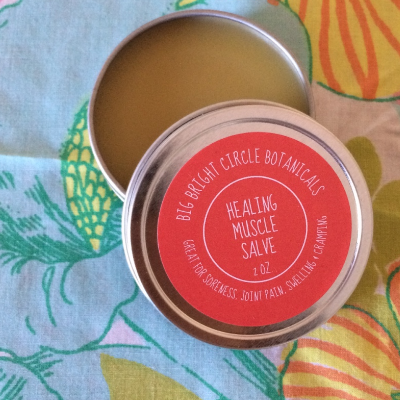 BIG BRIGHT CIRCLE BOTANICALS
HEALING
MUSCLE
SALVE
2 OZ
GREAT FOR SORENESS, JOINT PAIN, SWELLING & CRAMPING